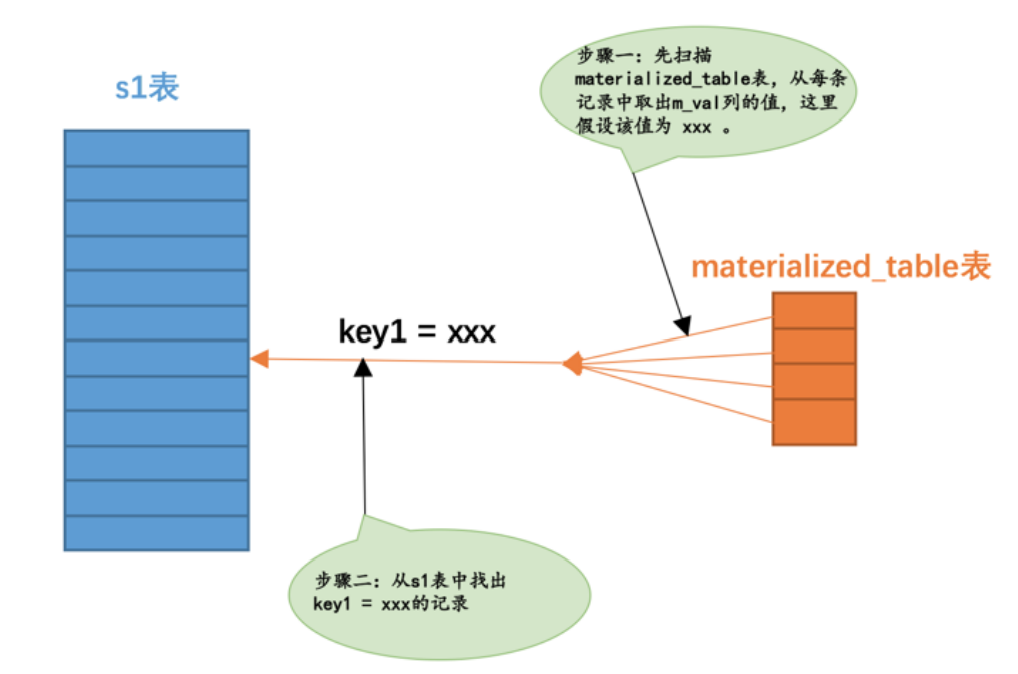 s1表
步骤一：先扫描
materialized_table表，从每条
记录中取出m_val列的值，这里
假设该值为 xxx 。
materialized_table表
key1 = xxx
步骤二：从s1表中找出
key1 = xxx的记录